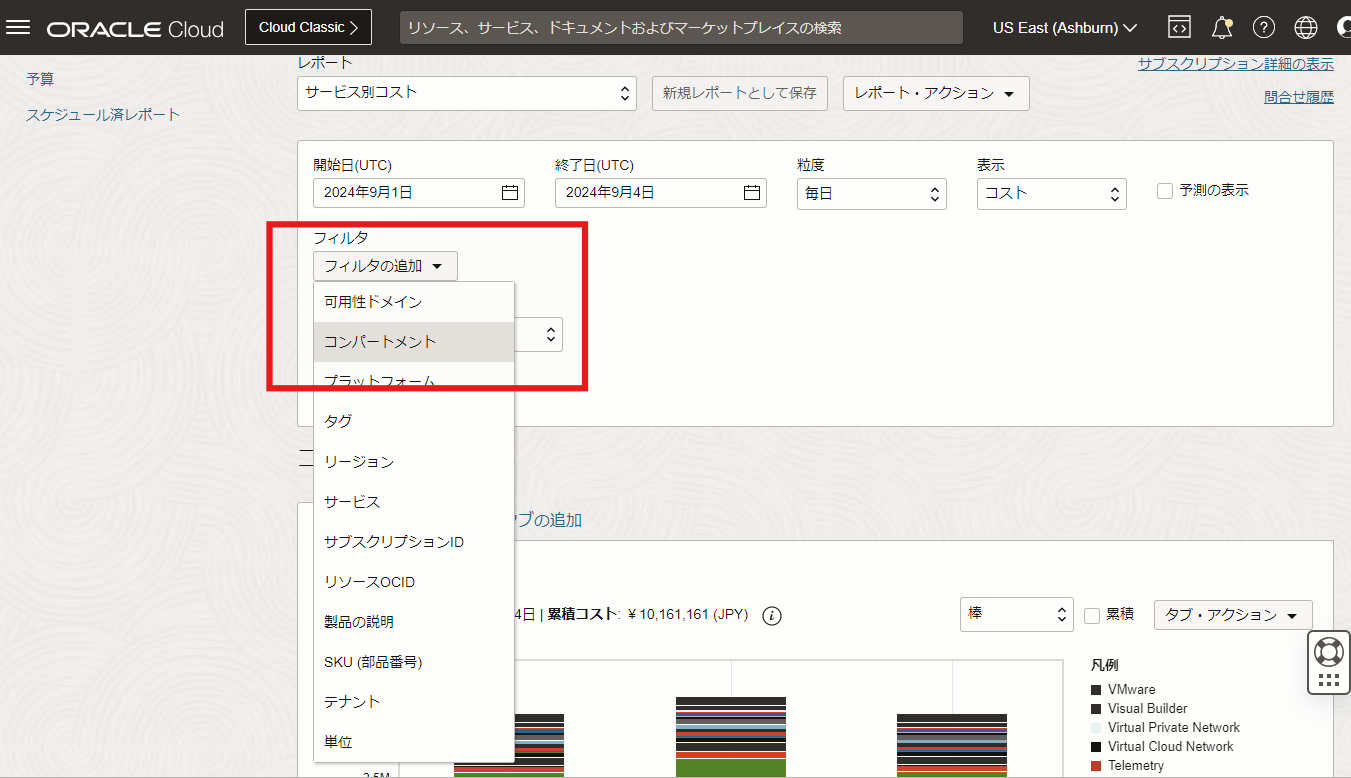 ORACLE Cloud
Cloud Classic
リソース、サービス、ドキュメントおよびマーケットプレイスの検索
US East (Ashburn)
予算
スケジュール済レポート
レポート
サブスクリプション詳細の表示
サービス別コスト
新規レポートとして保存
レポート・アクション
問合せ履歴
開始日(UTC)
終了日(UTC)
粒度
表示
2024年9月1日
2024年9月4日
毎日
コスト
予測の表示
フィルタ
フィルタの追加
可用性ドメイン
コンパートメント
プラットフォーム
タグ
リージョン
サービス
サブスクリプションID
リソースOCID
製品の説明
SKU (部品番号)
テナント
単位
ブの追加
4日 | 累積コスト: ¥10,161,161 (JPY)
棒
累積
タブ・アクション
凡例
VMware
Visual Builder
Virtual Private Network
Virtual Cloud Network
Telemetry
2.5M